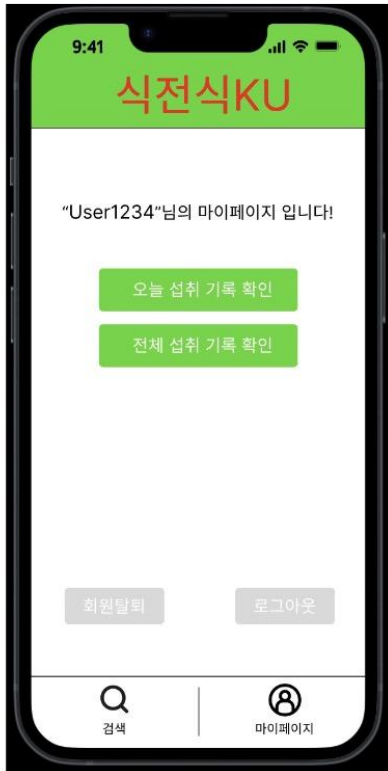 9:41
식전식KU
“User1234”님의 마이페이지 입니다!
오늘 섭취 기록 확인
전체 섭취 기록 확인
회원탈퇴
로그아웃
검색
마이페이지